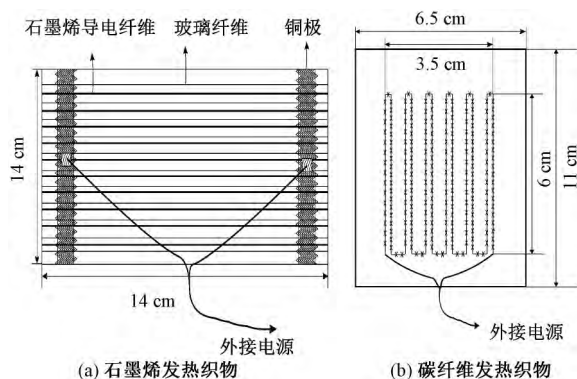 石墨烯导电纤维
玻璃纤维
铜极
14 cm
14 cm
外接电源
(a) 石墨烯发热织物
6.5 cm
3.5 cm
6 cm
11 cm
外接电源
(b) 碳纤维发热织物